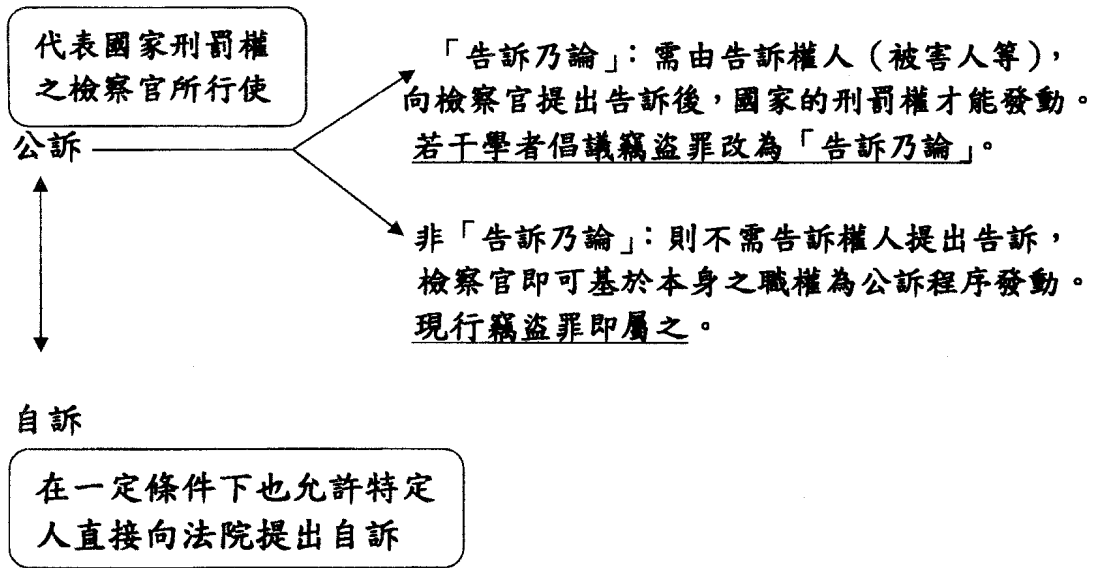 代表國家刑罰權
之檢察官所行使
公訴
「告訴乃論」：需由告訴權人（被害人等），
向檢察官提出告訴後，國家的刑罰權才能發動。
若干學者倡議竊盜罪改為「告訴乃論」。
非「告訴乃論」：則不需告訴權人提出告訴，
檢察官即可基於本身之職權為公訴程序發動。
現行竊盜罪即屬之。
自訴
在一定條件下也允許特定
人直接向法院提出自訴